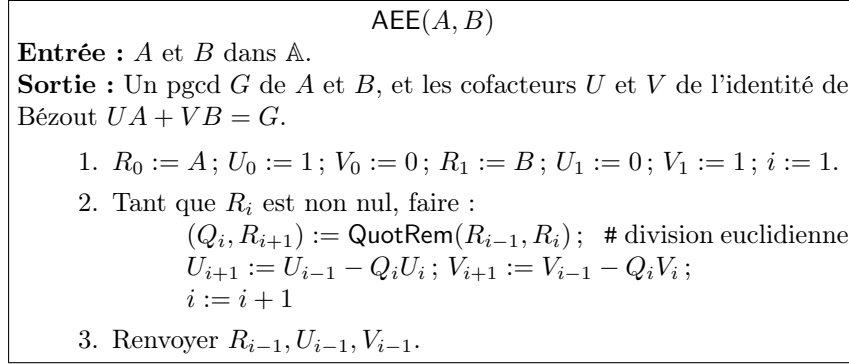 AEE(A, B)
Entrée : A et B dans 𝔸.
Sortie : Un pgcd G de A et B, et les cofacteurs U et V de l'identité de
Bézout UA + VB = G.
1. R₀ := A ; U₀ := 1 ; V₀ := 0 ; R₁ := B ; U₁ := 0 ; V₁ := 1 ; i := 1.
2. Tant que Rᵢ est non nul, faire :
(Qᵢ, Rᵢ₊₁) := QuotRem(Rᵢ₋₁, Rᵢ) ; # division euclidienne
Uᵢ₊₁ := Uᵢ₋₁ − QᵢUᵢ ; Vᵢ₊₁ := Vᵢ₋₁ − QᵢVᵢ ;
i := i + 1
3. Renvoyer Rᵢ₋₁, Uᵢ₋₁, Vᵢ₋₁.